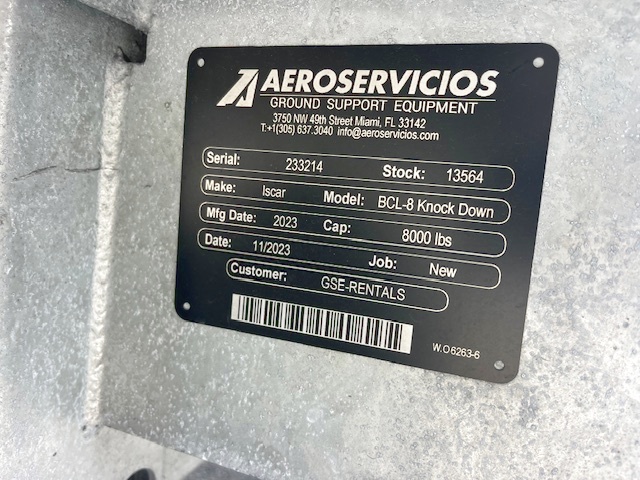 AEROSERVICIOS
GROUND SUPPORT EQUIPMENT
3750 NW 49th Street Miami, FL 33142
T:+1(305) 637.3040 info@aeroservicios.com
Serial: 233214 Stock: 13564
Make: Iscar Model: BCL-8 Knock Down
Mfg Date: 2023 Cap: 8000 lbs
Date: 11/2023 Job: New
Customer: GSE-RENTALS
W.O 6263-6